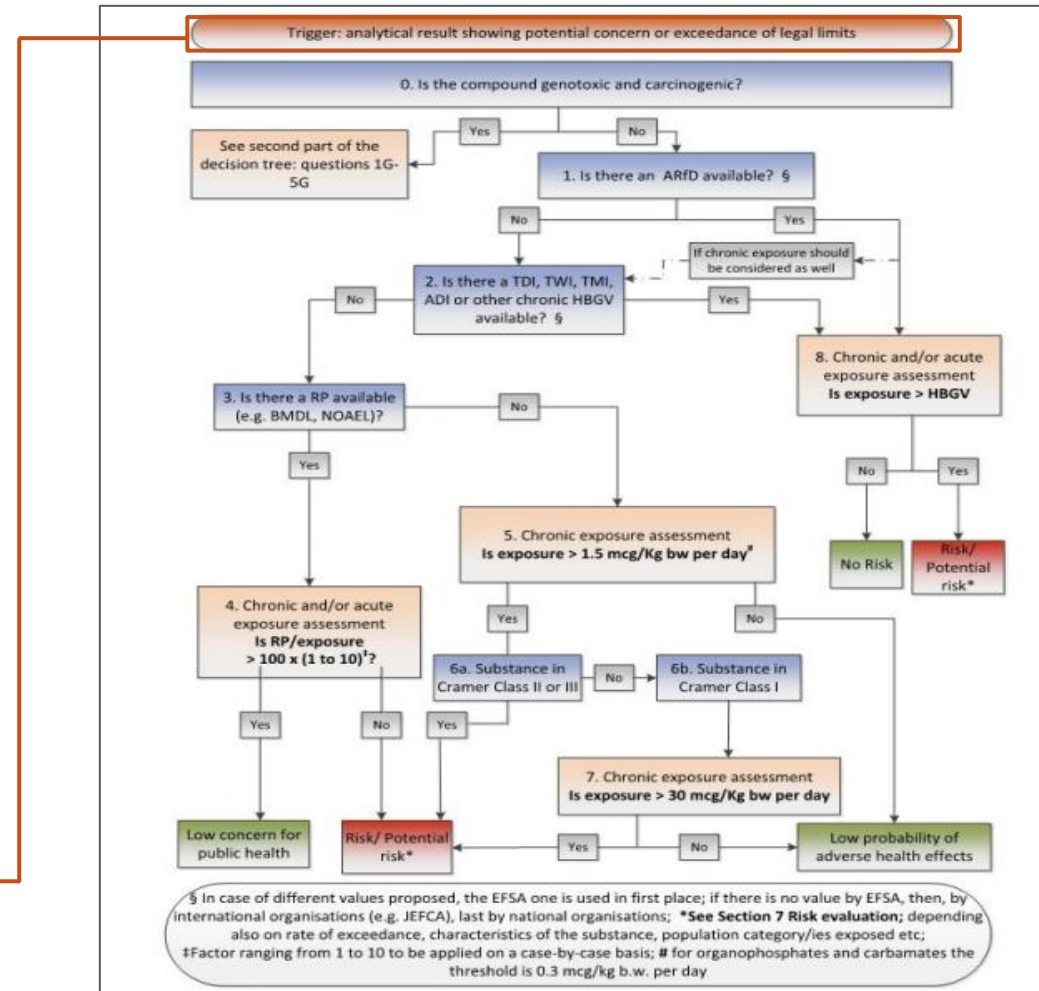 Trigger: analytical result showing potential concern or exceedance of legal limits
0. Is the compound genotoxic and carcinogenic?
Yes
No
See second part of the
decision tree: questions 1G-
5G
1. Is there an ARfD available? §
No
Yes
If chronic exposure should
be considered as well
2. Is there a TDI, TWI, TMI,
ADI or other chronic HBGV
available? §
No
Yes
8. Chronic and/or acute
exposure assessment
Is exposure > HBGV
3. Is there a RP available
(e.g. BMDL, NOAEL)?
No
Yes
No
Yes
5. Chronic exposure assessment
Is exposure > 1.5 mcg/Kg bw per day#
No Risk
Risk/
Potential
risk*
4. Chronic and/or acute
exposure assessment
Is RP/exposure
> 100 x (1 to 10)‡?
Yes
No
6a. Substance in
Cramer Class II or III
No
6b. Substance in
Cramer Class I
Yes
No
Yes
7. Chronic exposure assessment
Is exposure > 30 mcg/Kg bw per day
Low concern for
public health
Risk/ Potential
risk*
Yes
No
Low probability of
adverse health effects
§ In case of different values proposed, the EFSA one is used in first place; if there is no value by EFSA, then, by
international organisations (e.g. JEFCA), last by national organisations; *See Section 7 Risk evaluation; depending
also on rate of exceedance, characteristics of the substance, population category/ies exposed etc;
‡Factor ranging from 1 to 10 to be applied on a case-by-case basis; # for organophosphates and carbamates the
threshold is 0.3 mcg/kg b.w. per day